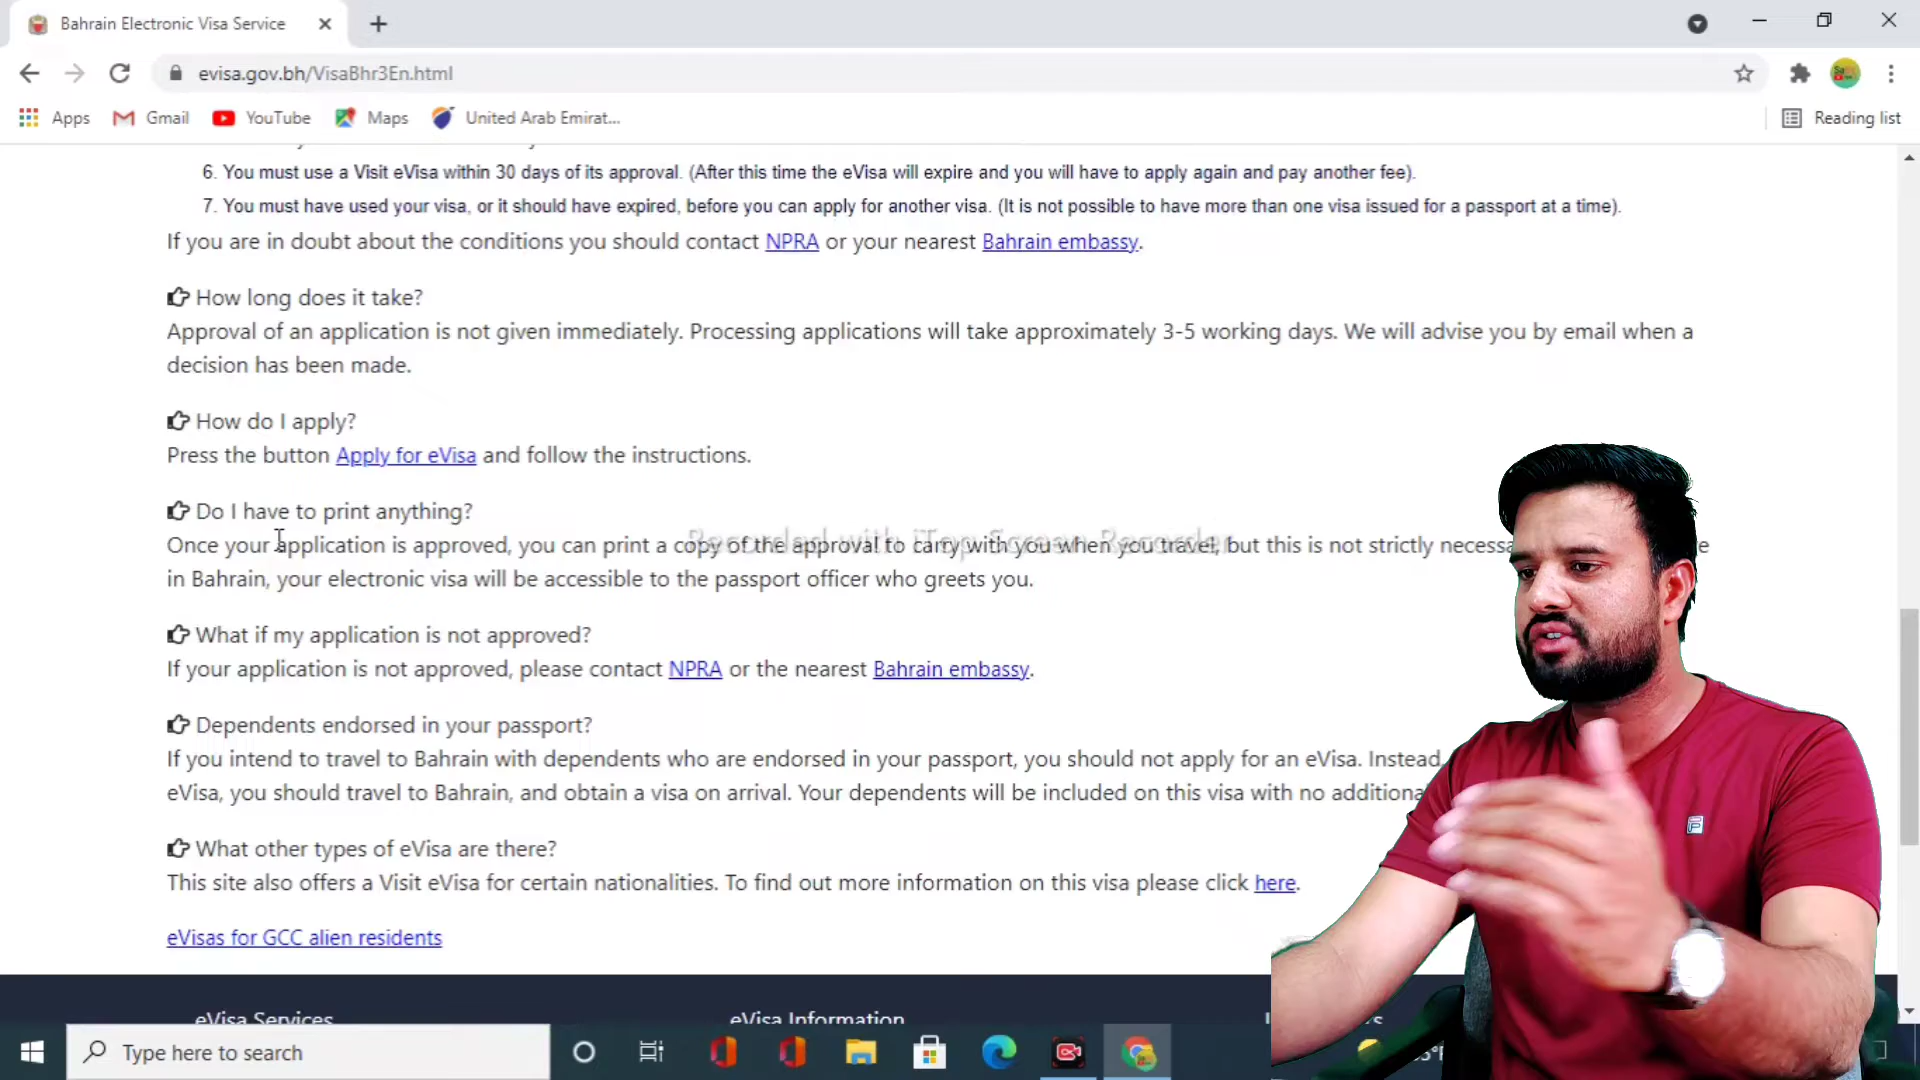 Bahrain Electronic Visa Service
evisa.gov.bh/VisaBhr3En.html
Apps Gmail YouTube Maps United Arab Emirat... Reading list
6. You must use a Visit eVisa within 30 days of its approval. (After this time the eVisa will expire and you will have to apply again and pay another fee).
7. You must have used your visa, or it should have expired, before you can apply for another visa. (It is not possible to have more than one visa issued for a passport at a time).
If you are in doubt about the conditions you should contact NPRA or your nearest Bahrain embassy.
How long does it take?
Approval of an application is not given immediately. Processing applications will take approximately 3-5 working days. We will advise you by email when a
decision has been made.
How do I apply?
Press the button Apply for eVisa and follow the instructions.
Do I have to print anything?
Once your application is approved, you can print a copy of the approval to carry with you when you travel, but this is not strictly
Recorded with iTop Screen Recorder
in Bahrain, your electronic visa will be accessible to the passport officer who greets you.
What if my application is not approved?
If your application is not approved, please contact NPRA or the nearest Bahrain embassy.
Dependents endorsed in your passport?
If you intend to travel to Bahrain with dependents who are endorsed in your passport, you should not apply for an eVisa. Instead
eVisa, you should travel to Bahrain, and obtain a visa on arrival. Your dependents will be included on this visa with no
What other types of eVisa are there?
This site also offers a Visit eVisa for certain nationalities. To find out more information on this visa please click here.
eVisas for GCC alien residents
eVisa Services eVisa Information
Type here to search